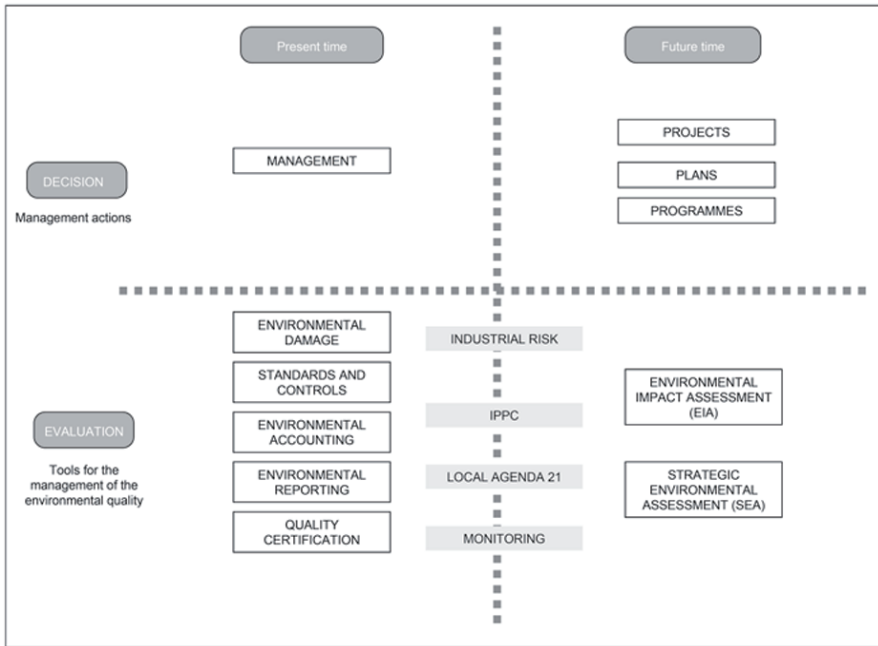 Present time
Future time
DECISION
Management actions
MANAGEMENT
PROJECTS
PLANS
PROGRAMMES
EVALUATION
Tools for the
management of the
environmental quality
ENVIRONMENTAL
DAMAGE
STANDARDS AND
CONTROLS
ENVIRONMENTAL
ACCOUNTING
ENVIRONMENTAL
REPORTING
QUALITY
CERTIFICATION
INDUSTRIAL RISK
IPPC
LOCAL AGENDA 21
MONITORING
ENVIRONMENTAL
IMPACT ASSESSMENT
(EIA)
STRATEGIC
ENVIRONMENTAL
ASSESSMENT (SEA)